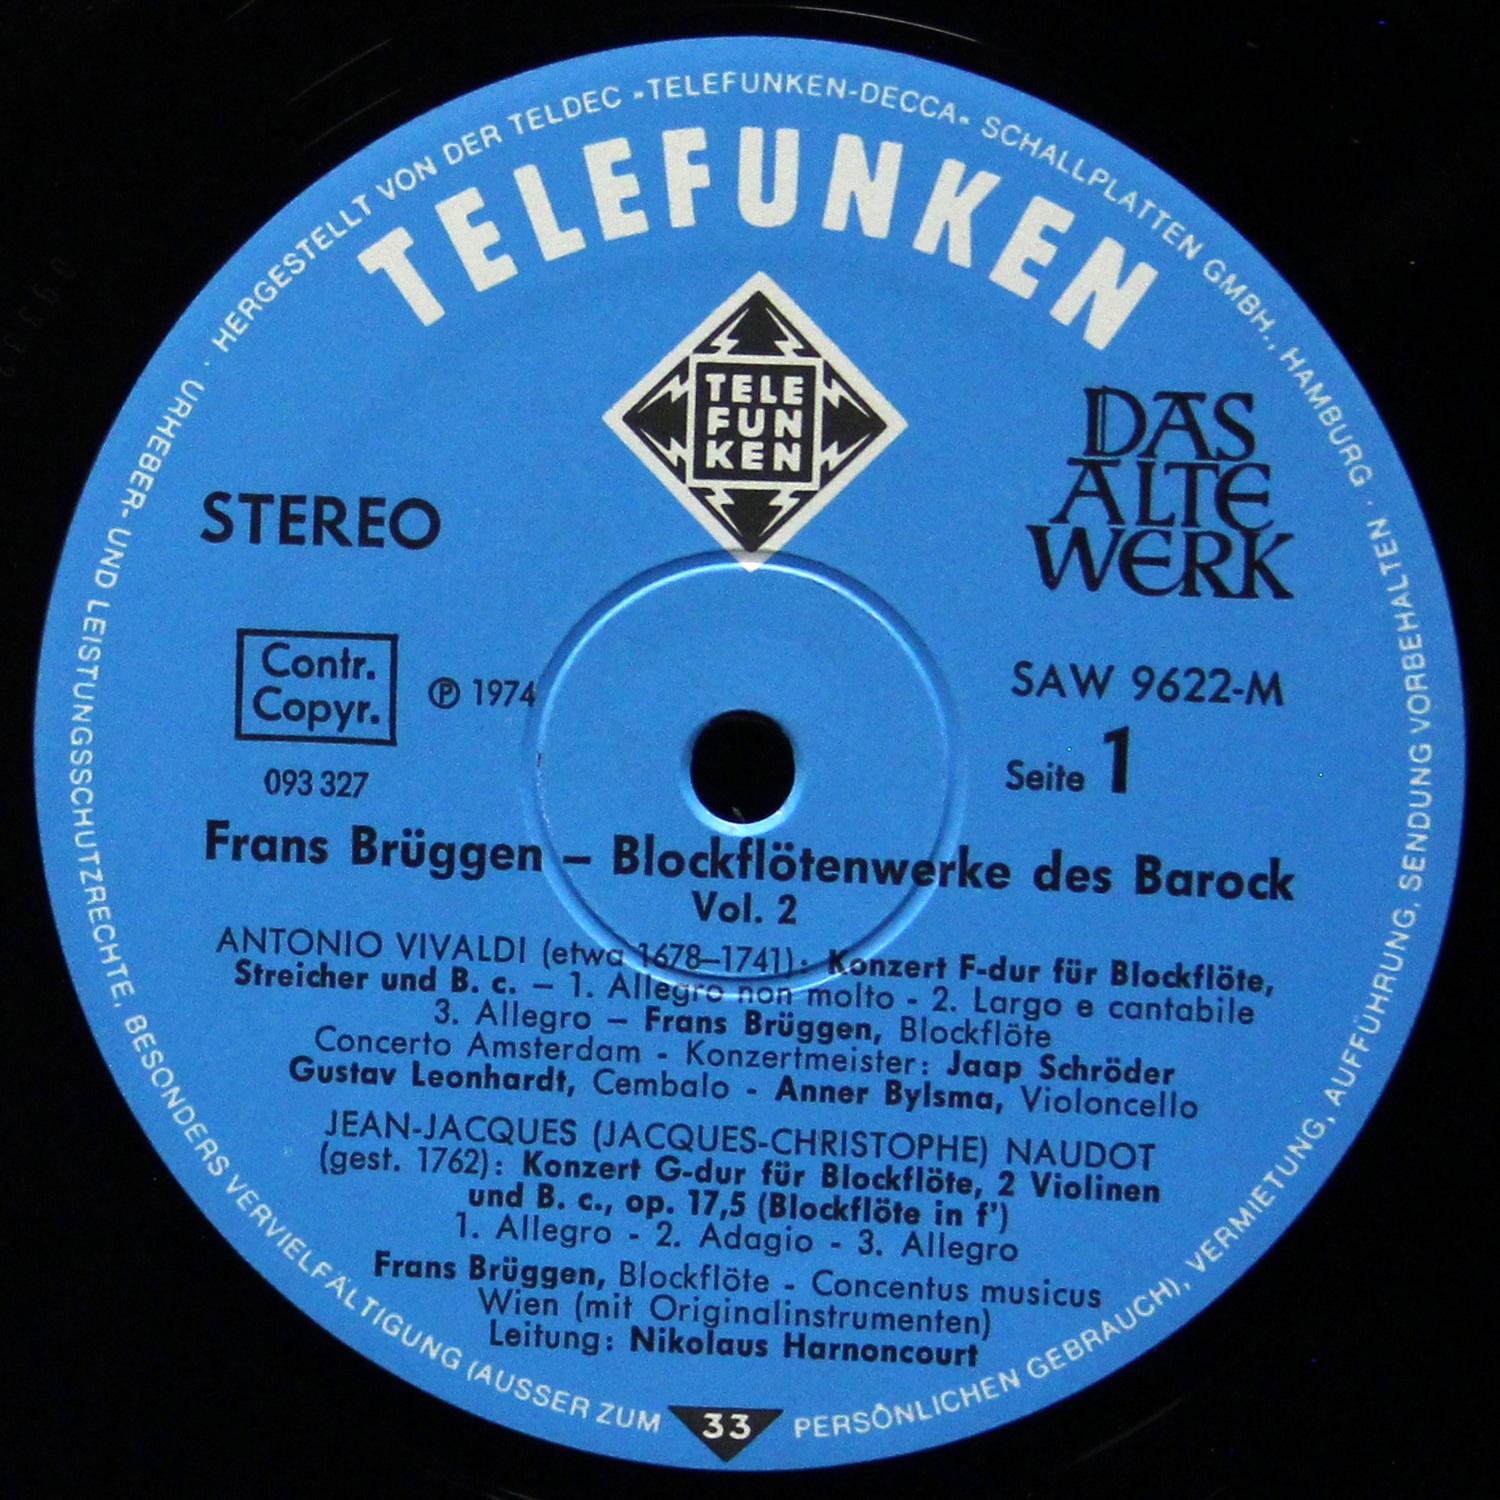 HERGESTELLT VON DER TELDEC »TELEFUNKEN-DECCA« SCHALLPLATTEN GMBH., HAMBURG · URHEBER- UND LEISTUNGSSCHUTZRECHTE, BESONDERS VERVIELFÄLTIGUNG (AUSSER ZUM PERSÖNLICHEN GEBRAUCH), VERMIETUNG, AUFFÜHRUNG, SENDUNG VORBEHALTEN ·
TELEFUNKEN
TELE
FUN
KEN
DAS
ALTE
WERK
STEREO
Contr.
Copyr.
℗ 1974
093 327
SAW 9622-M
Seite 1
Frans Brüggen – Blockflötenwerke des Barock
Vol. 2
ANTONIO VIVALDI (etwa 1678–1741): Konzert F-dur für Blockflöte,
Streicher und B. c. – 1. Allegro non molto - 2. Largo e cantabile
3. Allegro – Frans Brüggen, Blockflöte
Concerto Amsterdam - Konzertmeister: Jaap Schröder
Gustav Leonhardt, Cembalo - Anner Bylsma, Violoncello
JEAN-JACQUES (JACQUES-CHRISTOPHE) NAUDOT
(gest. 1762): Konzert G-dur für Blockflöte, 2 Violinen
und B. c., op. 17,5 (Blockflöte in f')
1. Allegro - 2. Adagio - 3. Allegro
Frans Brüggen, Blockflöte - Concentus musicus
Wien (mit Originalinstrumenten)
Leitung: Nikolaus Harnoncourt
33